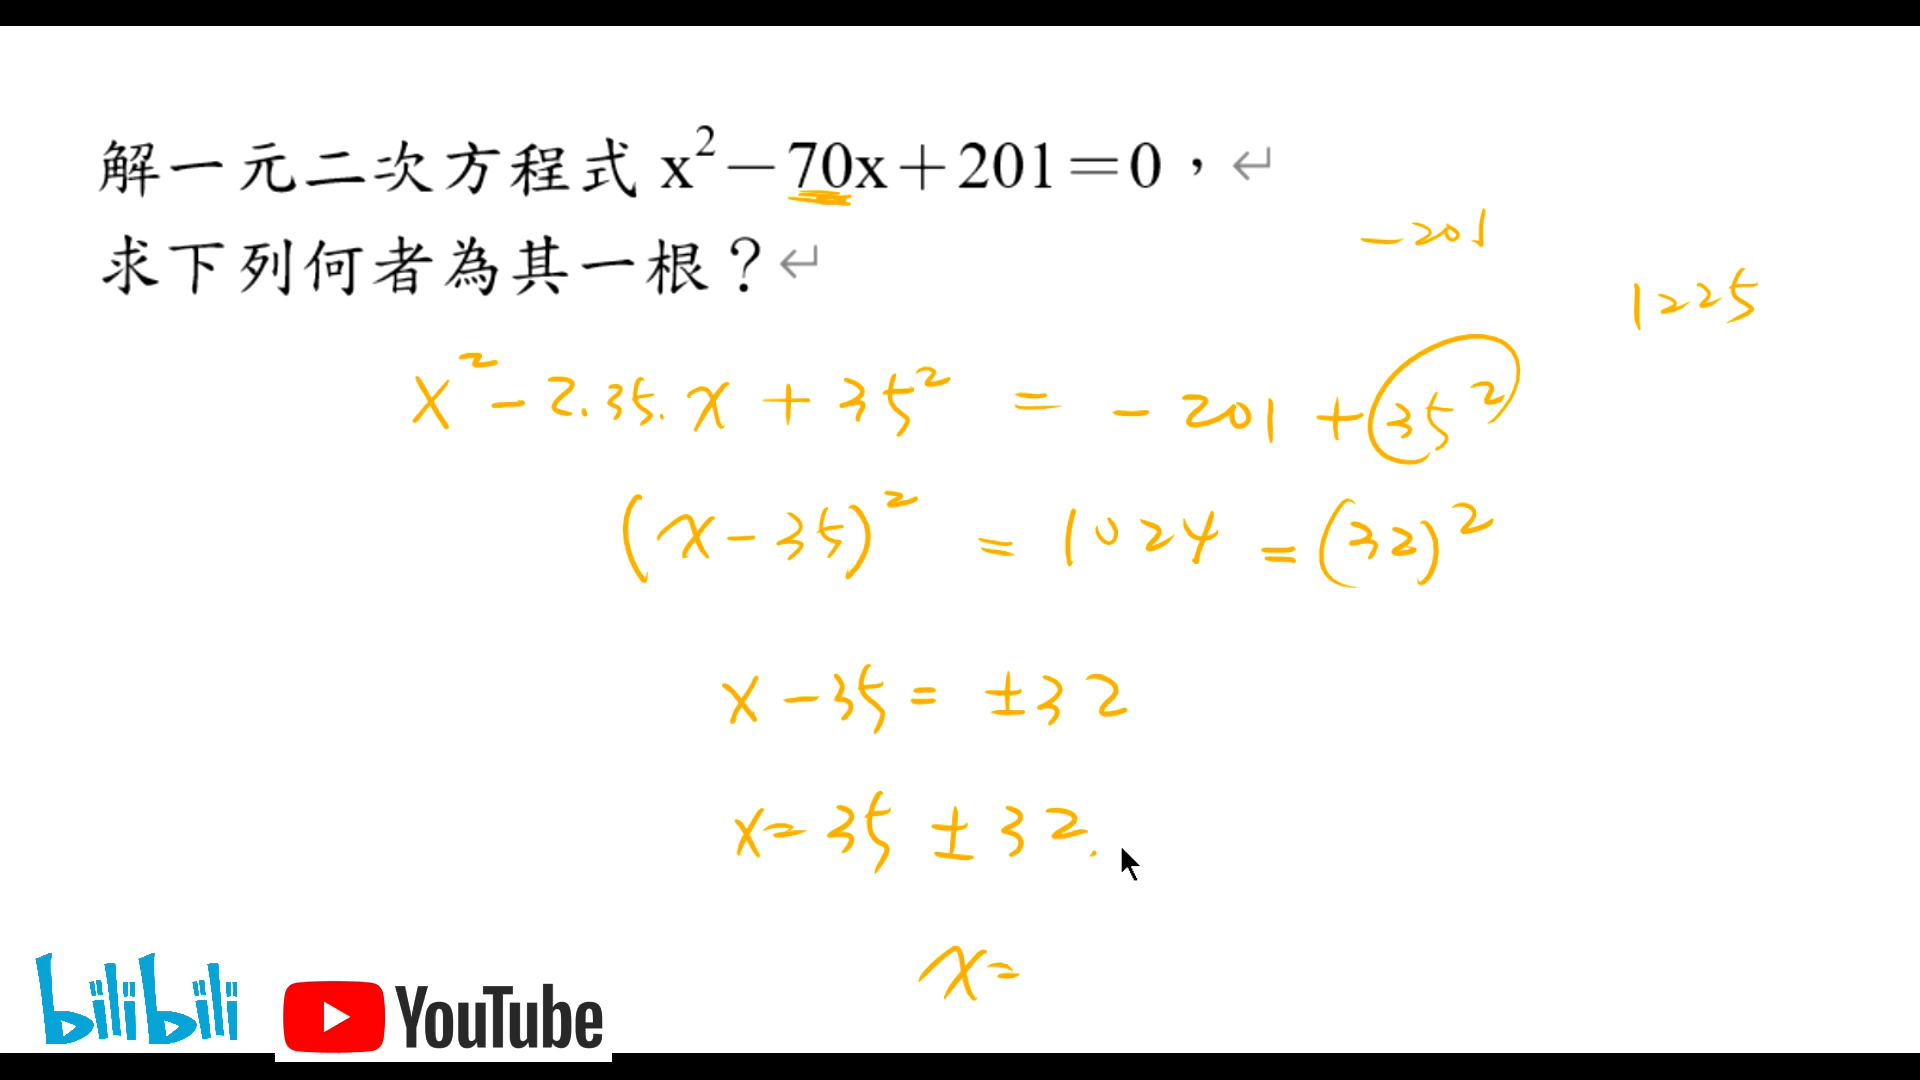 解一元二次方程式 x²－70x＋201＝0，↵
求下列何者為其一根？↵
-201
1225
x² - 2.35.x + 35² = -201 + 35²
(x-35)² = 1024 = (32)²
x-35 = ±32
x= 35 ± 32.
x=
bilibili
YouTube